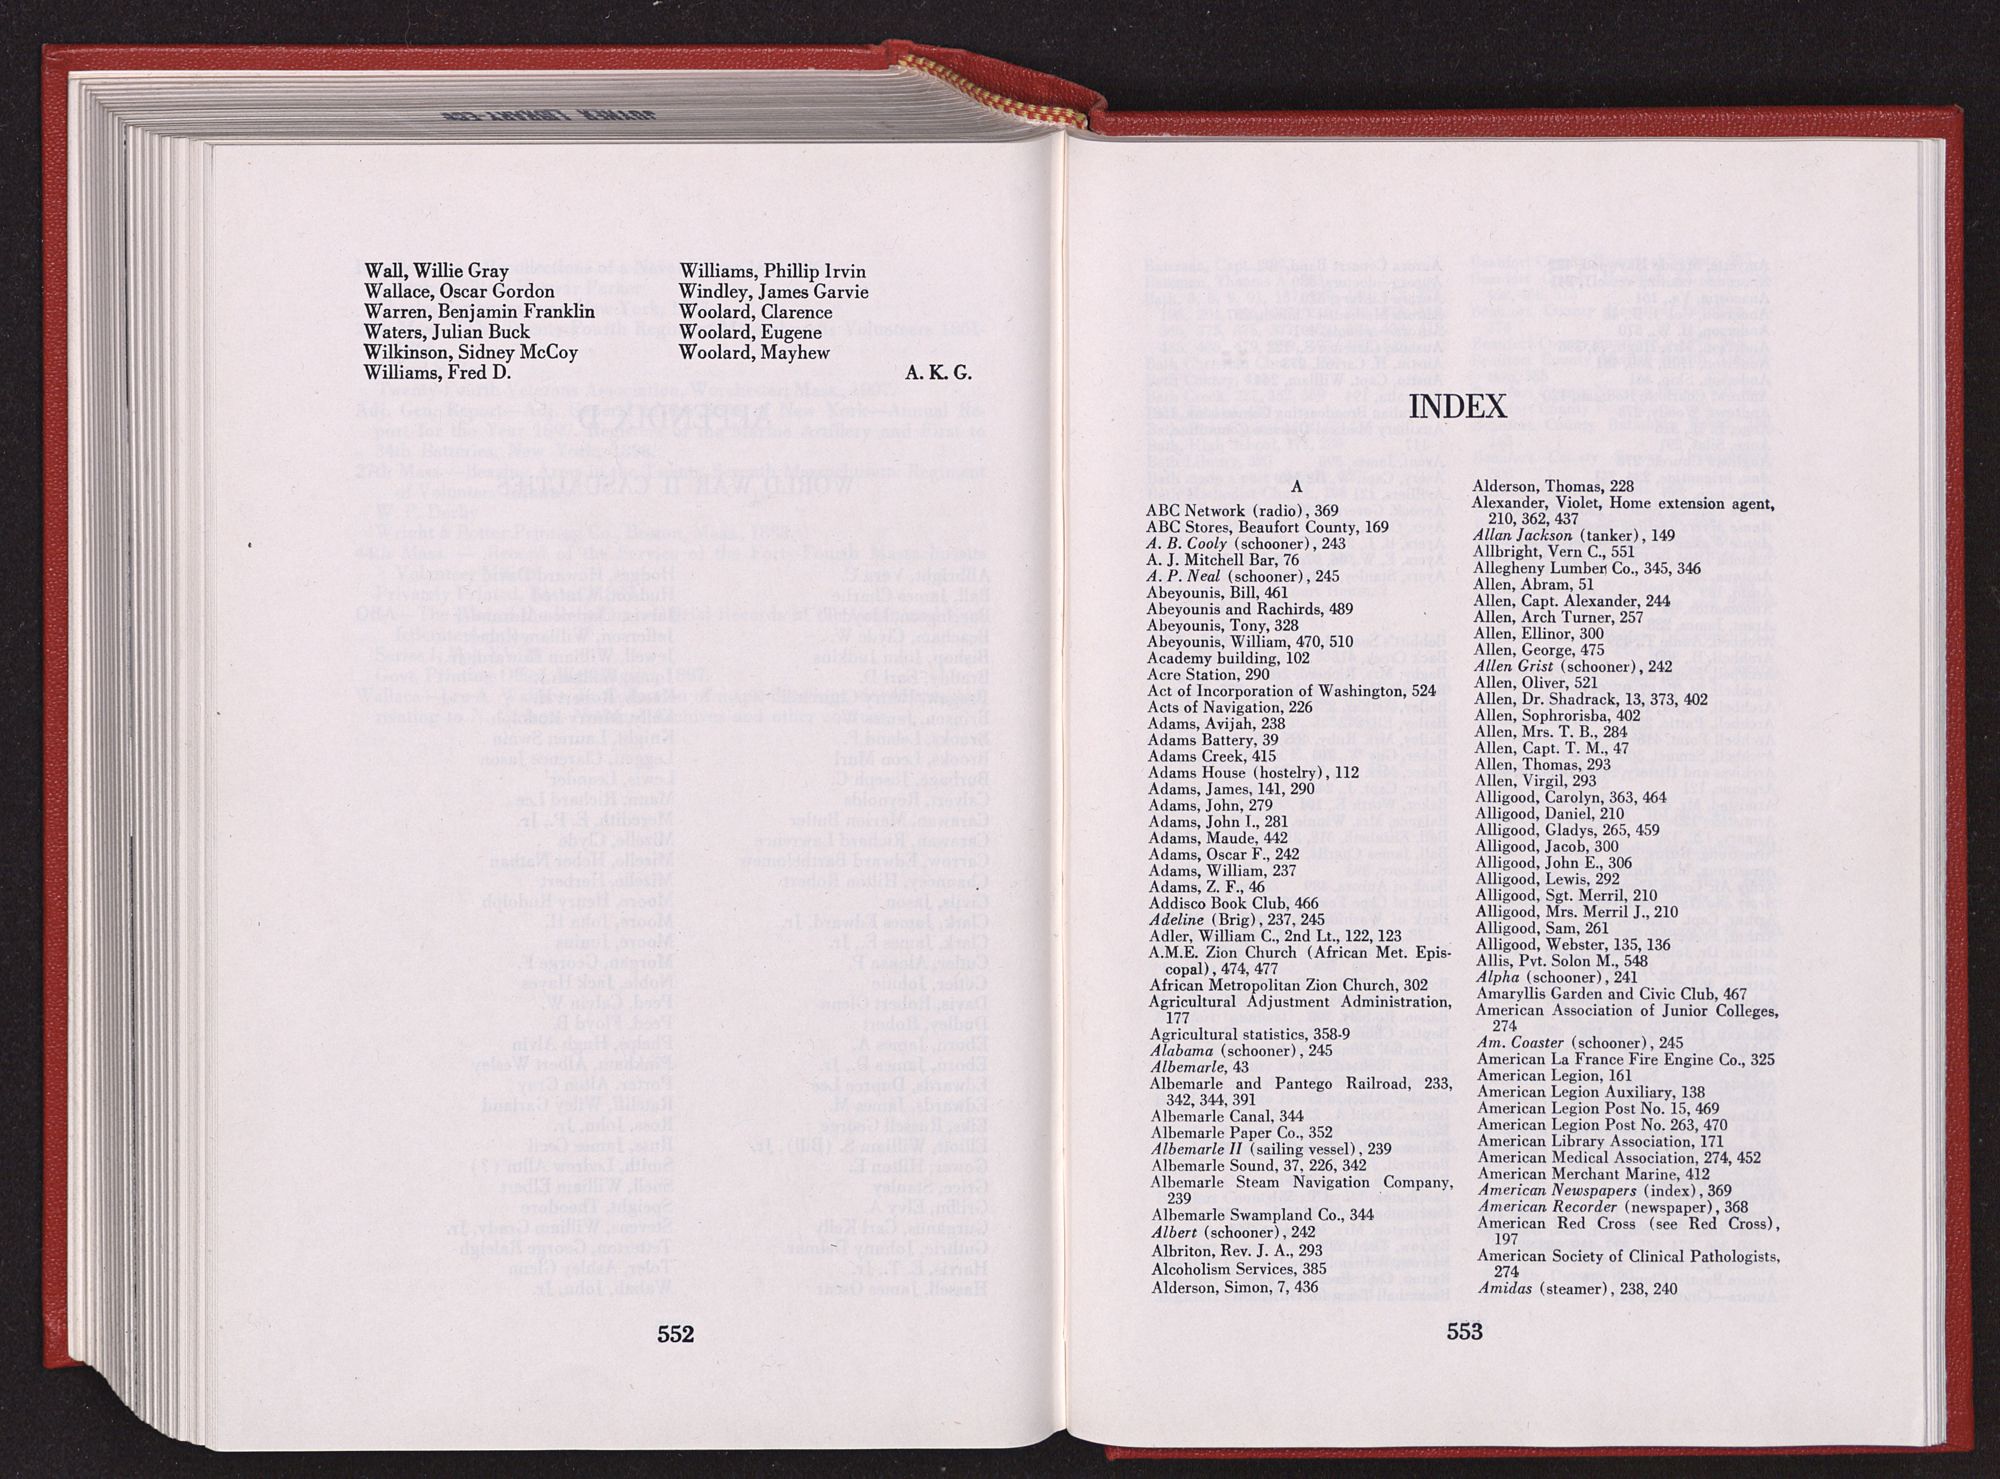 Wall, Willie Gray
Wallace, Oscar Gordon
Warren, Benjamin Franklin
Waters, Julian Buck
Wilkinson, Sidney McCoy
Williams, Fred D.
Williams, Phillip Irvin
Windley, James Garvie
Woolard, Clarence
Woolard, Eugene
Woolard, Mayhew
A. K. G.
552
INDEX
A
ABC Network (radio), 369
ABC Stores, Beaufort County, 169
A. B. Cooly (schooner), 243
A. J. Mitchell Bar, 76
A. P. Neal (schooner), 245
Abeyounis, Bill, 461
Abeyounis and Rachirds, 489
Abeyounis, Tony, 328
Abeyounis, William, 470, 510
Academy building, 102
Acre Station, 290
Act of Incorporation of Washington, 524
Acts of Navigation, 226
Adams, Avijah, 238
Adams Battery, 39
Adams Creek, 415
Adams House (hostelry), 112
Adams, James, 141, 290
Adams, John, 279
Adams, John I., 281
Adams, Maude, 442
Adams, Oscar F., 242
Adams, William, 237
Adams, Z. F., 46
Addisco Book Club, 466
Adeline (Brig), 237, 245
Adler, William C., 2nd Lt., 122, 123
A.M.E. Zion Church (African Met. Epis-
copal), 474, 477
African Metropolitan Zion Church, 302
Agricultural Adjustment Administration,
177
Agricultural statistics, 358-9
Alabama (schooner), 245
Albemarle, 43
Albemarle and Pantego Railroad, 233,
342, 344, 391
Albemarle Canal, 344
Albemarle Paper Co., 352
Albemarle II (sailing vessel), 239
Albemarle Sound, 37, 226, 342
Albemarle Steam Navigation Company,
239
Albemarle Swampland Co., 344
Albert (schooner), 242
Albriton, Rev. J. A., 293
Alcoholism Services, 385
Alderson, Simon, 7, 436
Alderson, Thomas, 228
Alexander, Violet, Home extension agent,
210, 362, 437
Allan Jackson (tanker), 149
Allbright, Vern C., 551
Allegheny Lumber Co., 345, 346
Allen, Abram, 51
Allen, Capt. Alexander, 244
Allen, Arch Turner, 257
Allen, Ellinor, 300
Allen, George, 475
Allen Grist (schooner), 242
Allen, Oliver, 521
Allen, Dr. Shadrack, 13, 373, 402
Allen, Sophrorisba, 402
Allen, Mrs. T. B., 284
Allen, Capt. T. M., 47
Allen, Thomas, 293
Allen, Virgil, 293
Alligood, Carolyn, 363, 464
Alligood, Daniel, 210
Alligood, Gladys, 265, 459
Alligood, Jacob, 300
Alligood, John E., 306
Alligood, Lewis, 292
Alligood, Sgt. Merril, 210
Alligood, Mrs. Merril J., 210
Alligood, Sam, 261
Alligood, Webster, 135, 136
Allis, Pvt. Solon M., 548
Alpha (schooner), 241
Amaryllis Garden and Civic Club, 467
American Association of Junior Colleges,
274
Am. Coaster (schooner), 245
American La France Fire Engine Co., 325
American Legion, 161
American Legion Auxiliary, 138
American Legion Post No. 15, 469
American Legion Post No. 263, 470
American Library Association, 171
American Medical Association, 274, 452
American Merchant Marine, 412
American Newspapers (index), 369
American Recorder (newspaper), 368
American Red Cross (see Red Cross),
197
American Society of Clinical Pathologists,
274
Amidas (steamer), 238, 240
553